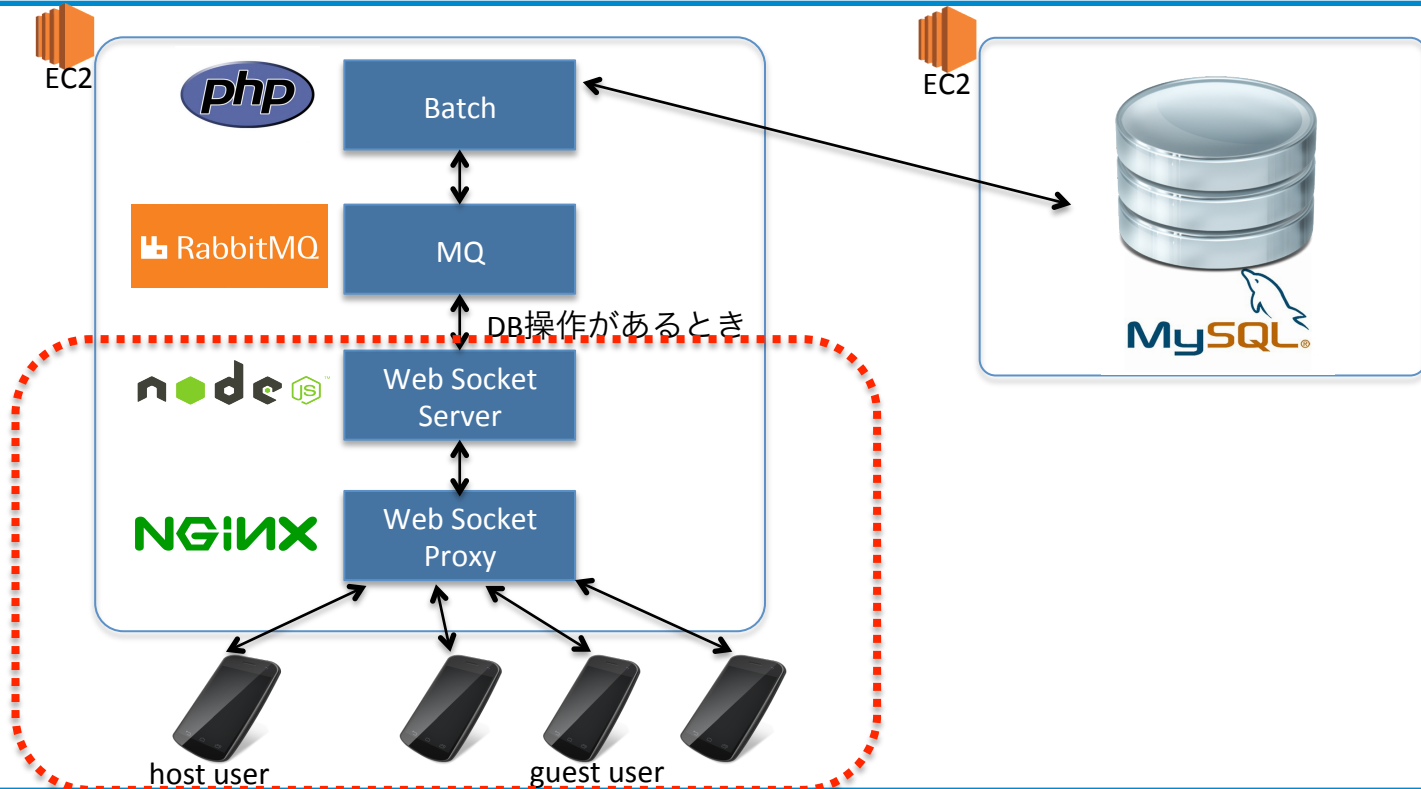 EC2
EC2
php
Batch
RabbitMQ
MQ
DB操作があるとき
node JS™
Web Socket
Server
MySQL®
NGiNX
Web Socket
Proxy
host user
guest user